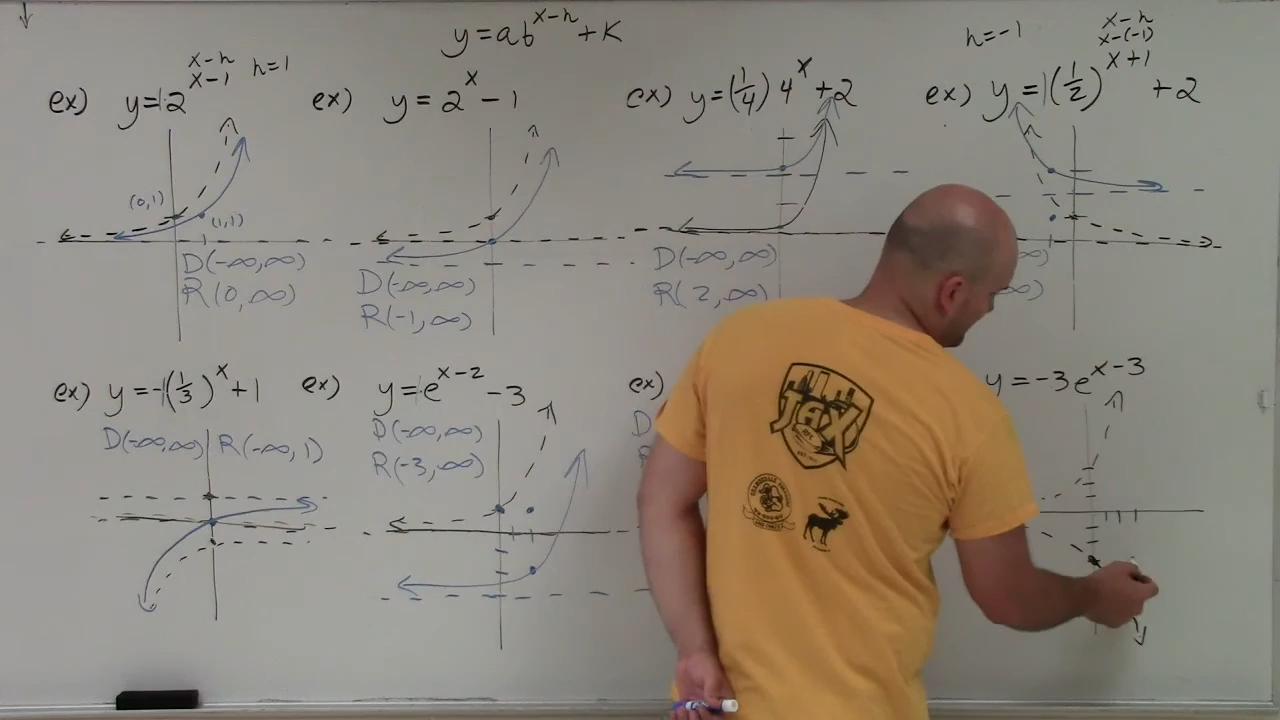 y=ab^(x-h)+K
ex) y=|2^(x-1) x-h h=1
(0,1)
(1,1)
D(-∞,∞)
R(0,∞)
ex) y=2^x-1
D(-∞,∞)
R(-1,∞)
ex) y=(1/4)4^x+2
D(-∞,∞)
R(2,∞)
h=-1
x-h
x-(-1)
ex) y=|(1/2)^(x+1)+2
∞)
∞)
ex) y=-|(1/3)^x+1
D(-∞,∞) R(-∞,1)
ex) y=|e^(x-2)-3
D(-∞,∞)
R(-3,∞)
ex)
y=-3e^(x-3)
JAX